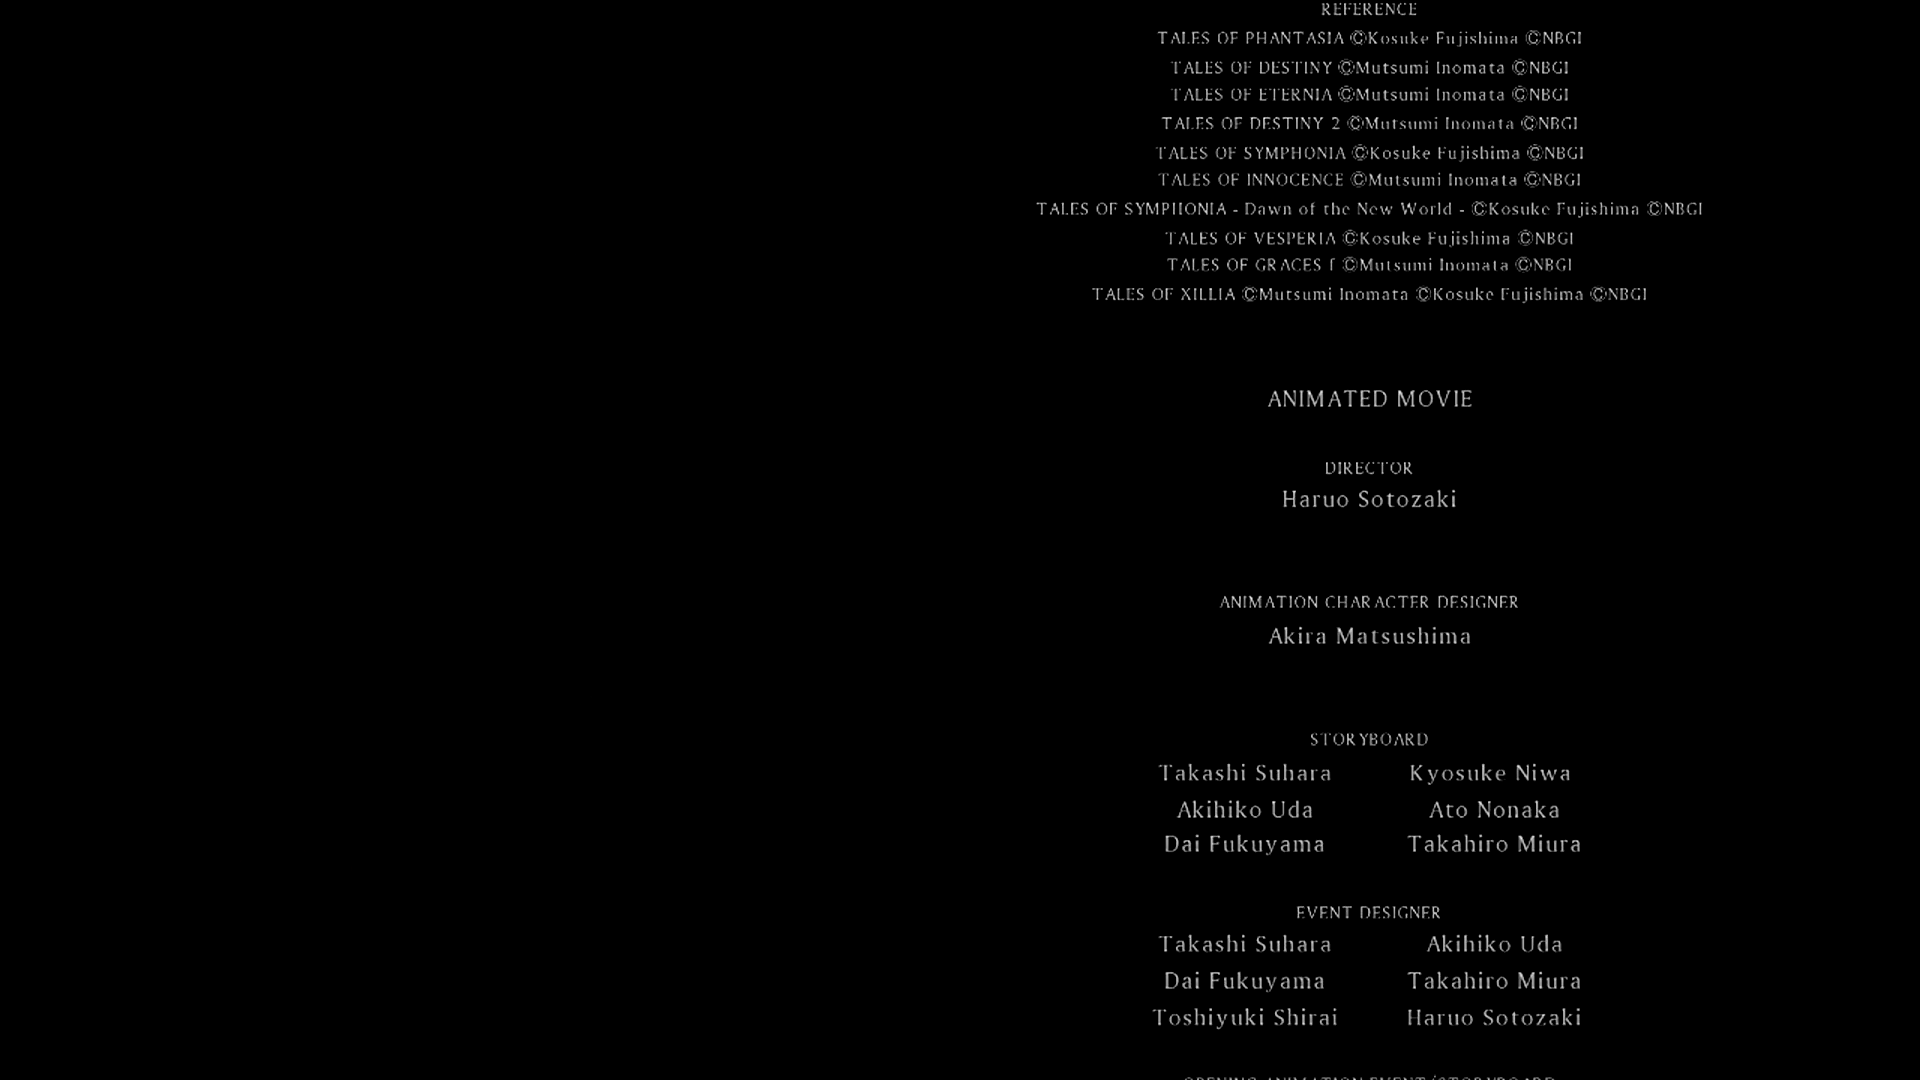 REFERENCE
TALES OF PHANTASIA ©Kosuke Fujishima ©NBGI
TALES OF DESTINY ©Mutsumi Inomata ©NBGI
TALES OF ETERNIA ©Mutsumi Inomata ©NBGI
TALES OF DESTINY 2 ©Mutsumi Inomata ©NBGI
TALES OF SYMPHONIA ©Kosuke Fujishima ©NBGI
TALES OF INNOCENCE ©Mutsumi Inomata ©NBGI
TALES OF SYMPHONIA - Dawn of the New World - ©Kosuke Fujishima ©NBGI
TALES OF VESPERIA ©Kosuke Fujishima ©NBGI
TALES OF GRACES f ©Mutsumi Inomata ©NBGI
TALES OF XILLIA ©Mutsumi Inomata ©Kosuke Fujishima ©NBGI
ANIMATED MOVIE
DIRECTOR
Haruo Sotozaki
ANIMATION CHARACTER DESIGNER
Akira Matsushima
STORYBOARD
Takashi Suhara Kyosuke Niwa
Akihiko Uda Ato Nonaka
Dai Fukuyama Takahiro Miura
EVENT DESIGNER
Takashi Suhara Akihiko Uda
Dai Fukuyama Takahiro Miura
Toshiyuki Shirai Haruo Sotozaki
OPENING ANIMATION EVENT/STORYBOARD